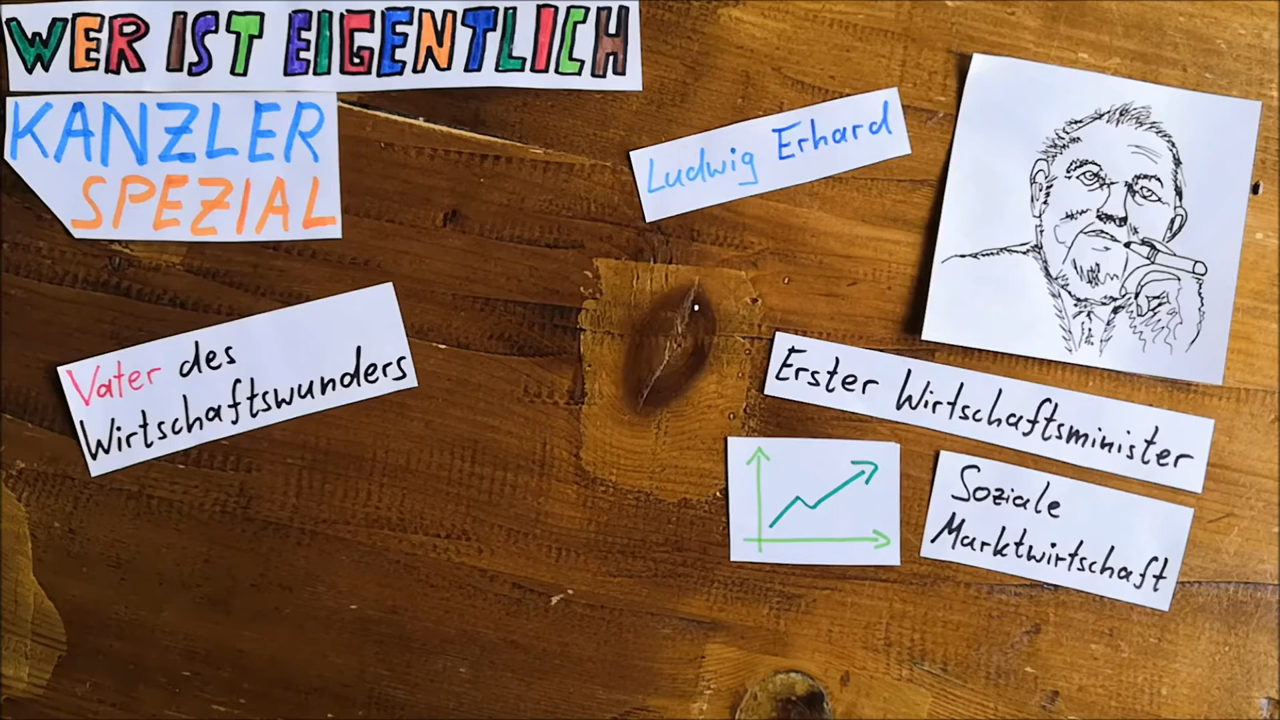 WER IST EIGENTLICH
KANZLER
SPEZIAL
Ludwig Erhard
Vater des
Wirtschaftswunders
Erster Wirtschaftsminister
Soziale
Marktwirtschaft